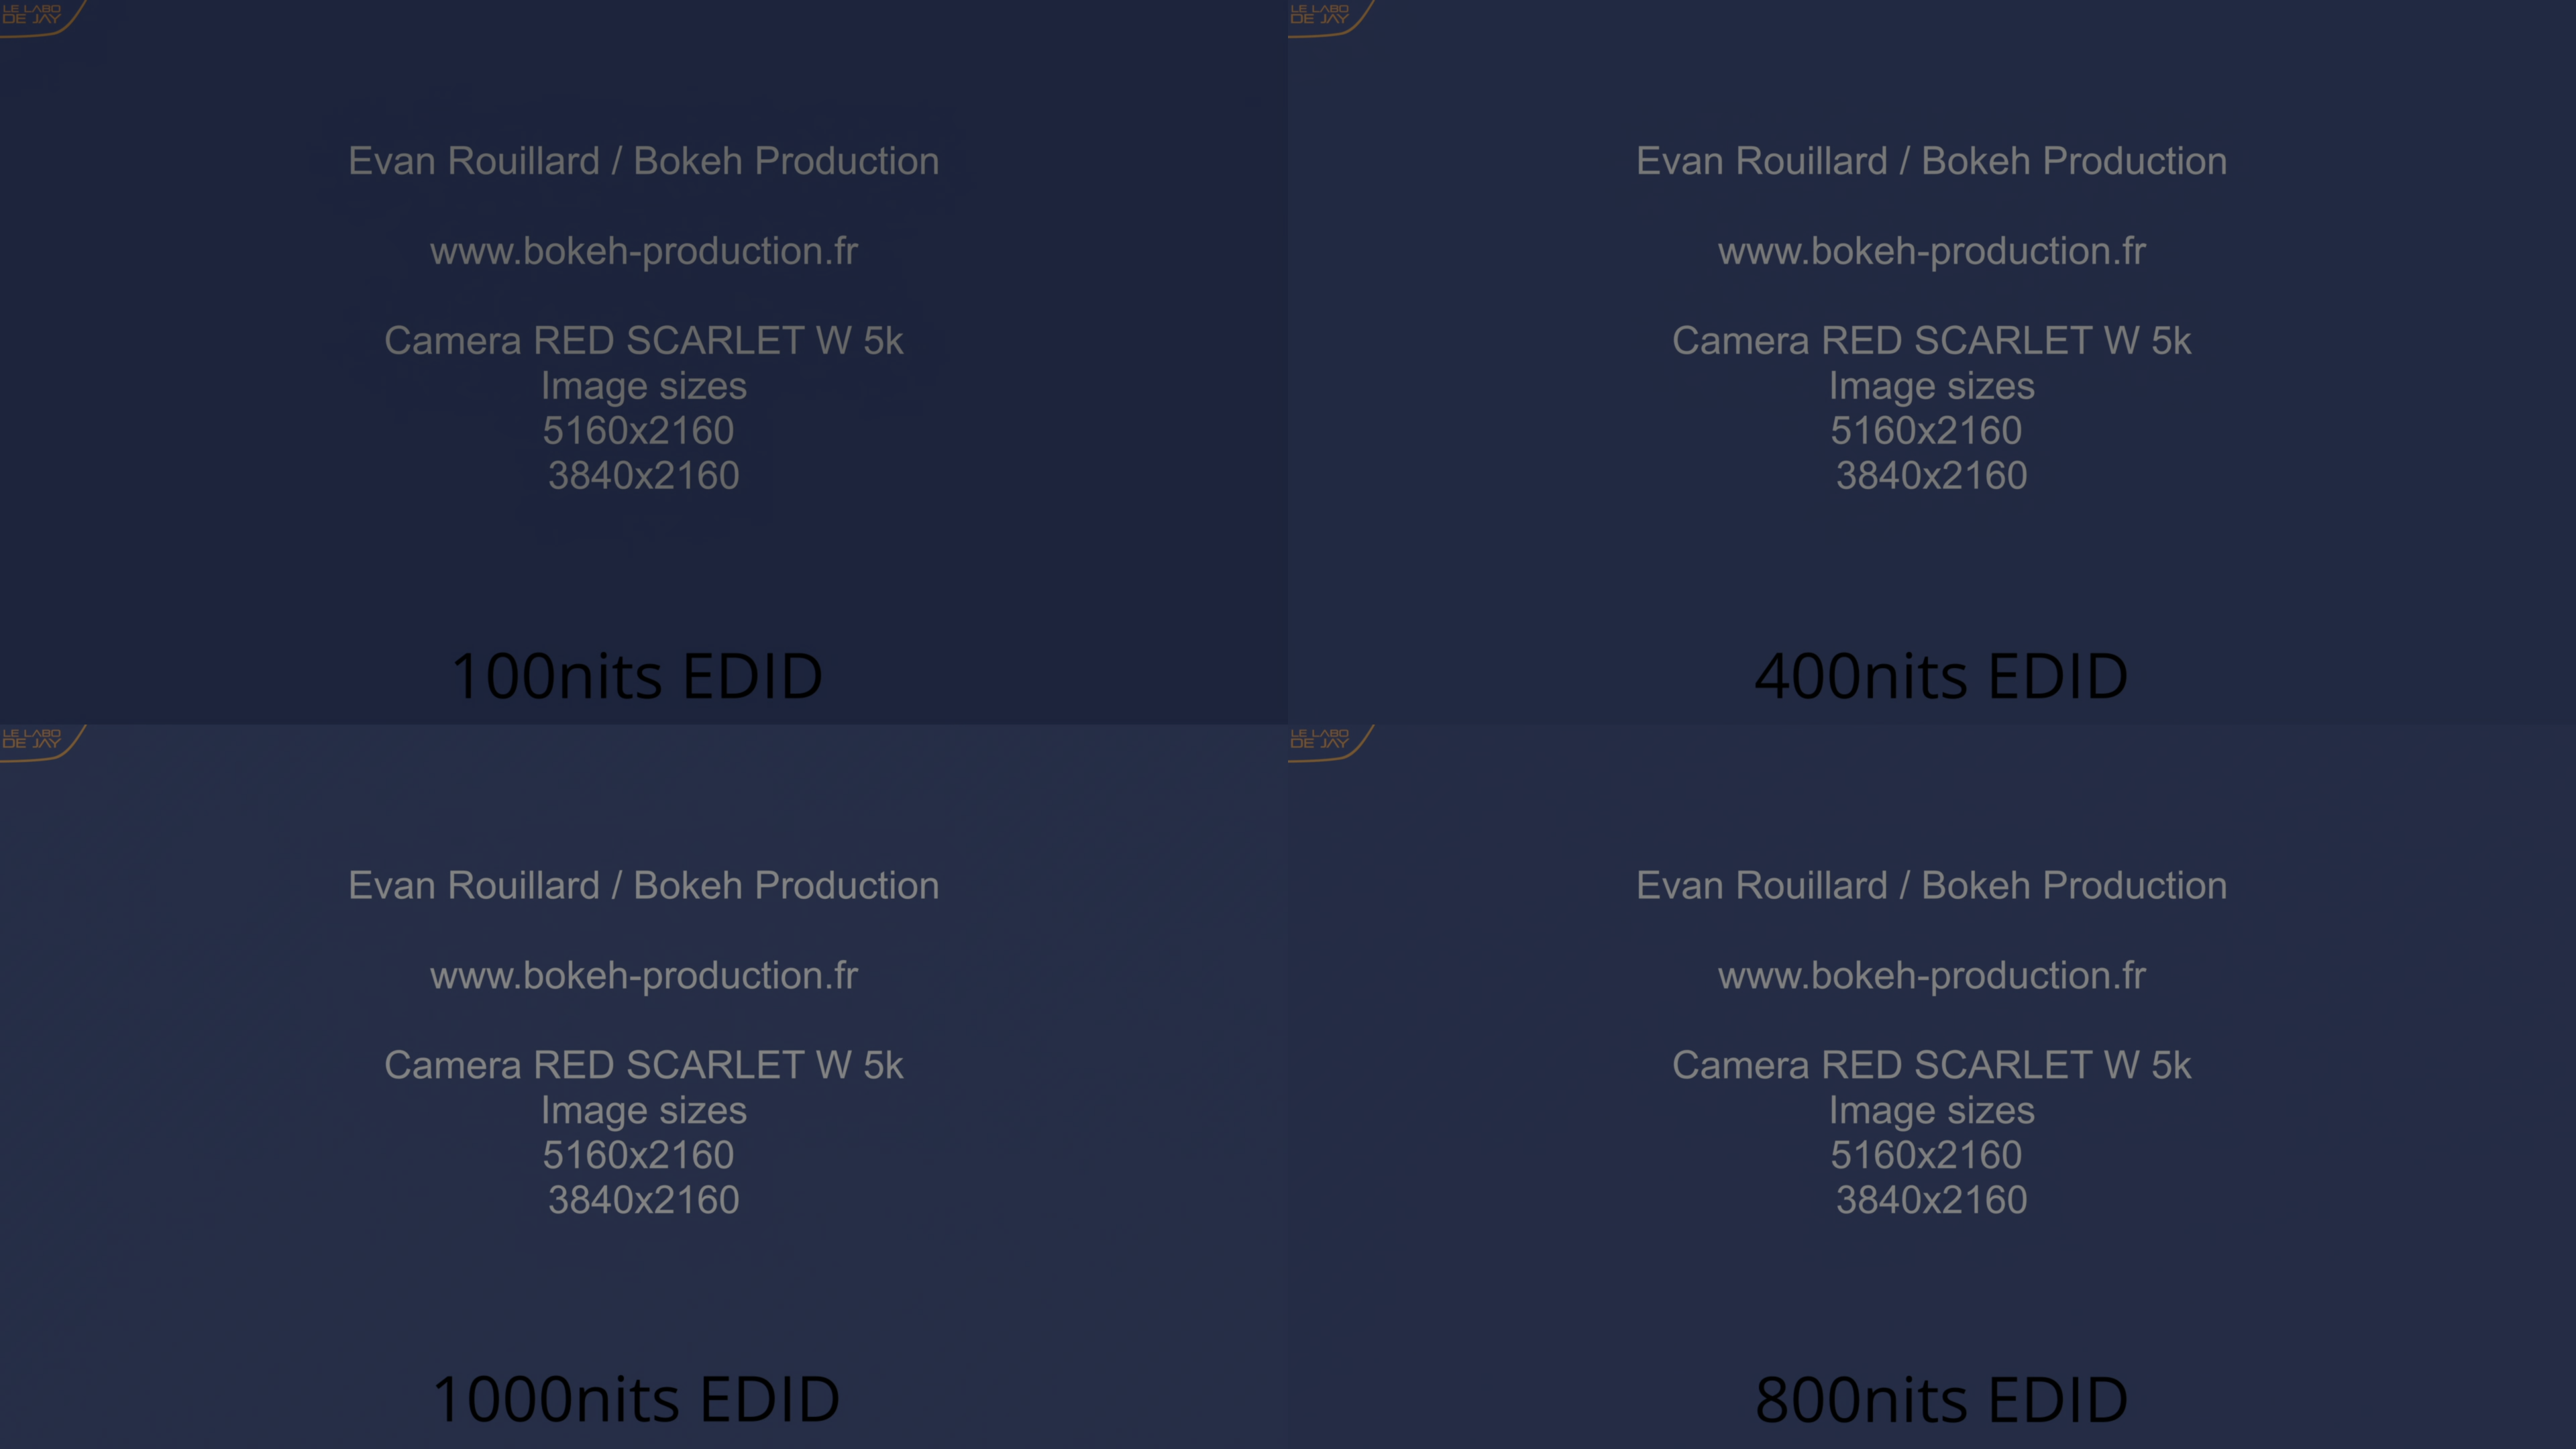 LE LABO
DE JAY
Evan Rouillard / Bokeh Production
www.bokeh-production.fr
Camera RED SCARLET W 5k
Image sizes
5160x2160
3840x2160
100nits EDID
LE LABO
DE JAY
Evan Rouillard / Bokeh Production
www.bokeh-production.fr
Camera RED SCARLET W 5k
Image sizes
5160x2160
3840x2160
400nits EDID
LE LABO
DE JAY
Evan Rouillard / Bokeh Production
www.bokeh-production.fr
Camera RED SCARLET W 5k
Image sizes
5160x2160
3840x2160
1000nits EDID
LE LABO
DE JAY
Evan Rouillard / Bokeh Production
www.bokeh-production.fr
Camera RED SCARLET W 5k
Image sizes
5160x2160
3840x2160
800nits EDID